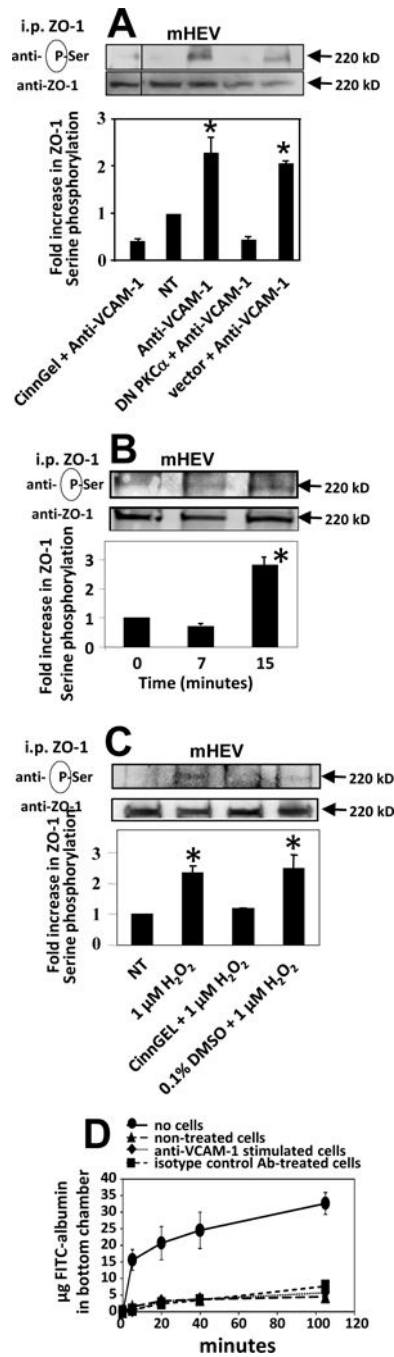 A
i.p. ZO-1
mHEV
anti- P-Ser
220 kD
anti-ZO-1
220 kD
Fold increase in ZO-1
Serine phosphorylation
3
2
1
0
*
*
CinnGel + Anti-VCAM-1
NT
Anti-VCAM-1
DN PKCα + Anti-VCAM-1
vector + Anti-VCAM-1
B
i.p. ZO-1
mHEV
anti- P-Ser
220 kD
anti-ZO-1
220 kD
Fold increase in ZO-1
Serine phosphorylation
3
2
1
0
*
0 7 15
Time (minutes)
C
i.p. ZO-1
mHEV
anti- P-Ser
220 kD
anti-ZO-1
220 kD
Fold increase in ZO-1
Serine phosphorylation
3
2
1
0
*
*
NT
1 µM H₂O₂
CinnGEL + 1 µM H₂O₂
0.1% DMSO + 1 µM H₂O₂
D
no cells
non-treated cells
anti-VCAM-1 stimulated cells
isotype control Ab-treated cells
µg FITC-albumin
in bottom chamber
40
35
30
25
20
15
10
5
0
0 20 40 60 80 100 120
minutes